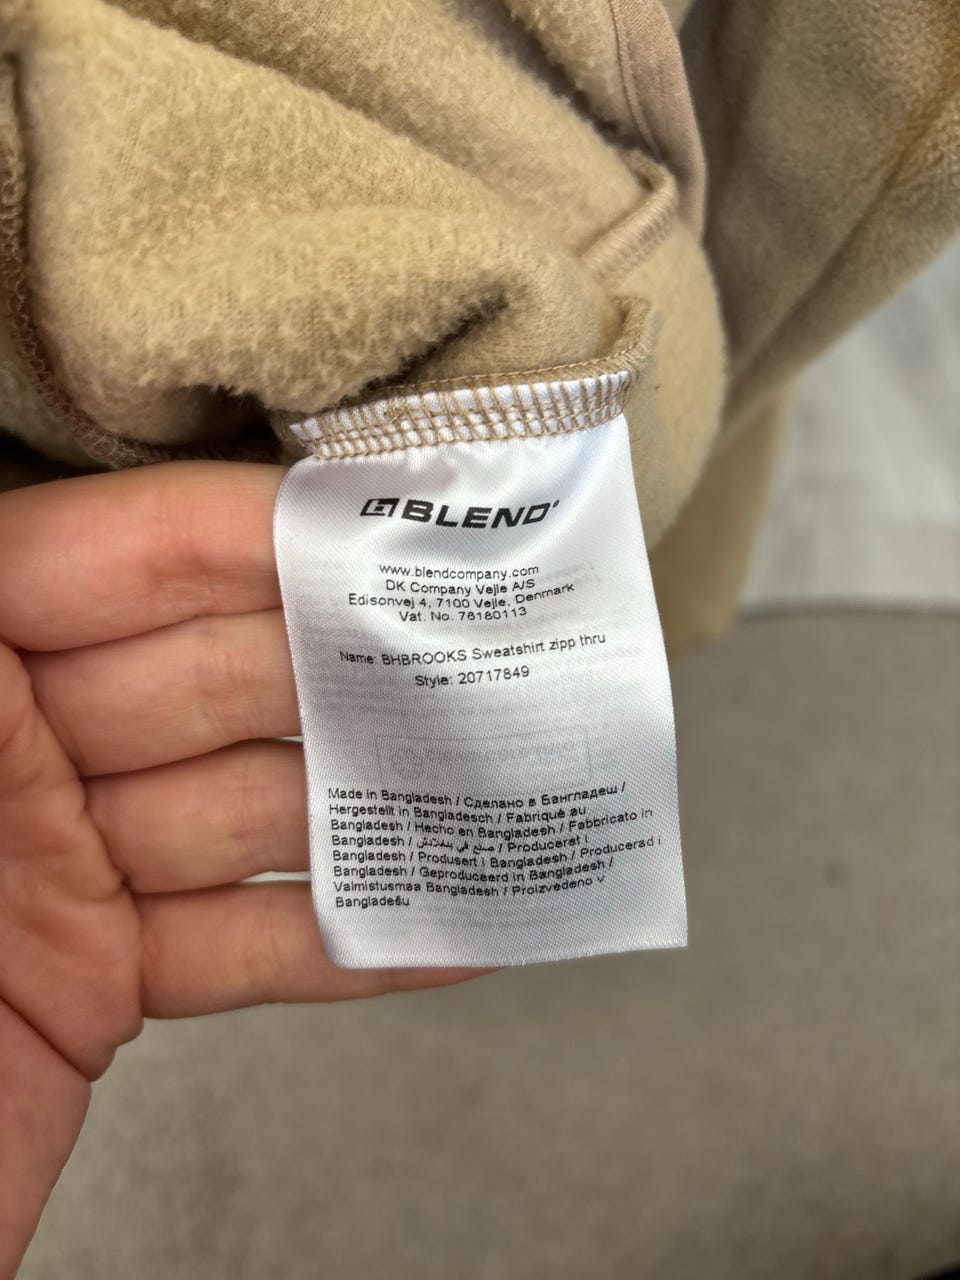 BLEND
www.blendcompany.com
DK Company Vejle A/S
Edisonvej 4, 7100 Vejle, Denmark
Vat. No. 76180113
Name: BHBROOKS Sweatshirt zipp thru
Style: 20717849
Made in Bangladesh / Сделано в Бангладеш /
Hergestellt in Bangladesch / Fabriqué au
Bangladesh / Hecho en Bangladesh / Fabbricato in
Bangladesh / صنع في بنغلادش / Produceret i
Bangladesh / Produsert i Bangladesh / Producerad i
Bangladesh / Geproduceerd in Bangladesh /
Valmistusmaa Bangladesh / Proizvedeno v
Bangladešu